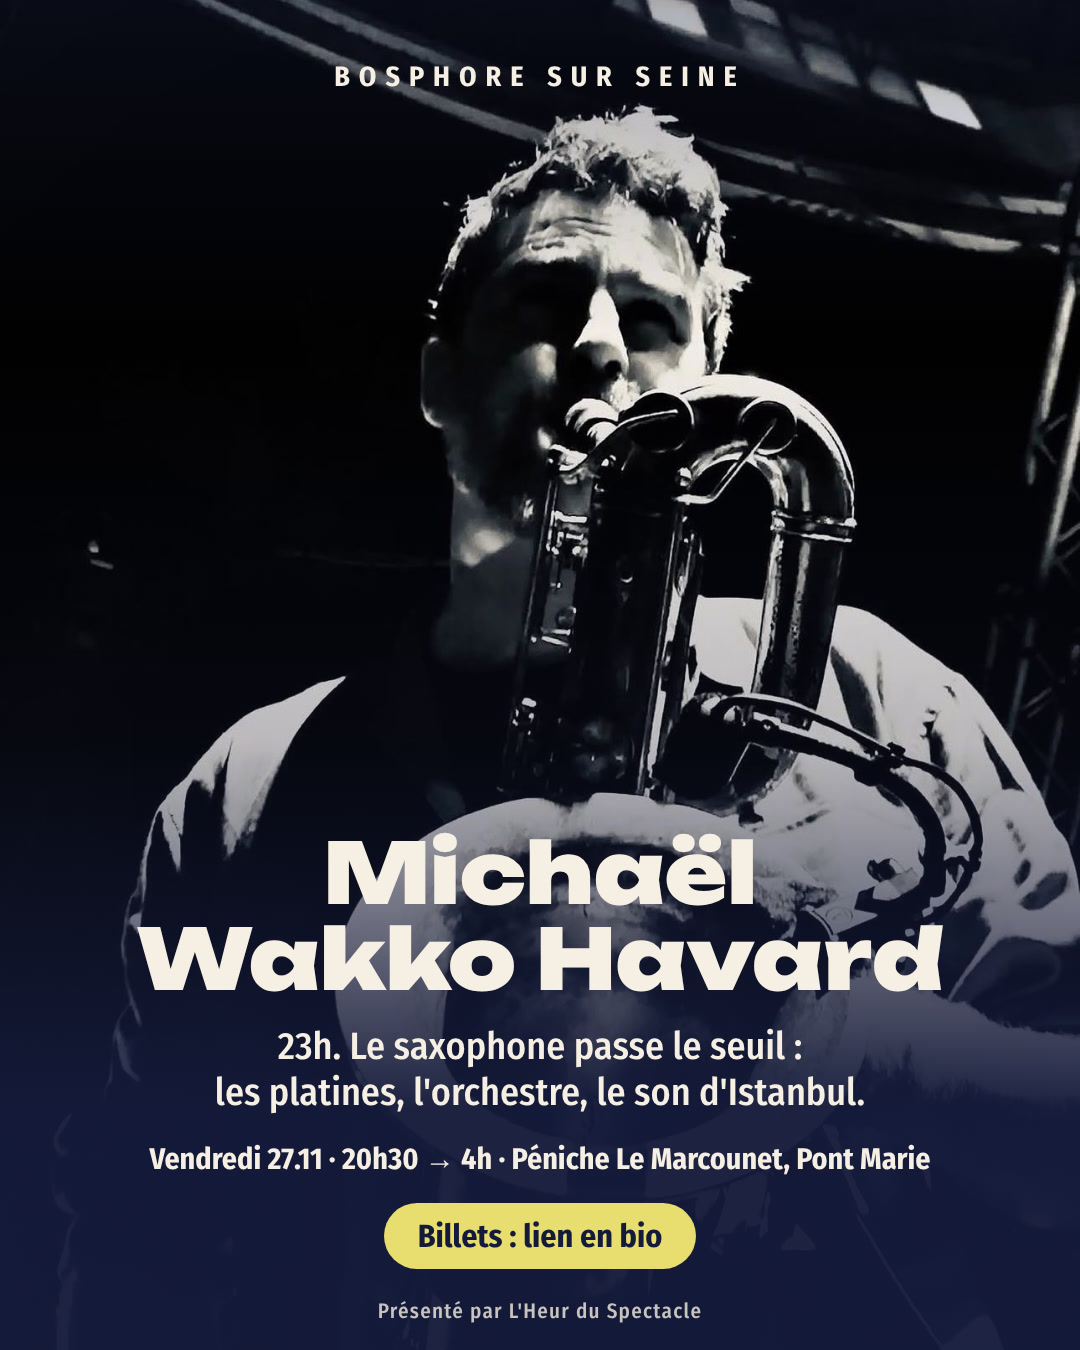 BOSPHORE SUR SEINE
Michaël
Wakko Havard
23h. Le saxophone passe le seuil :
les platines, l'orchestre, le son d'Istanbul.
Vendredi 27.11 · 20h30 → 4h · Péniche Le Marcounet, Pont Marie
Billets : lien en bio
Présenté par L'Heur du Spectacle